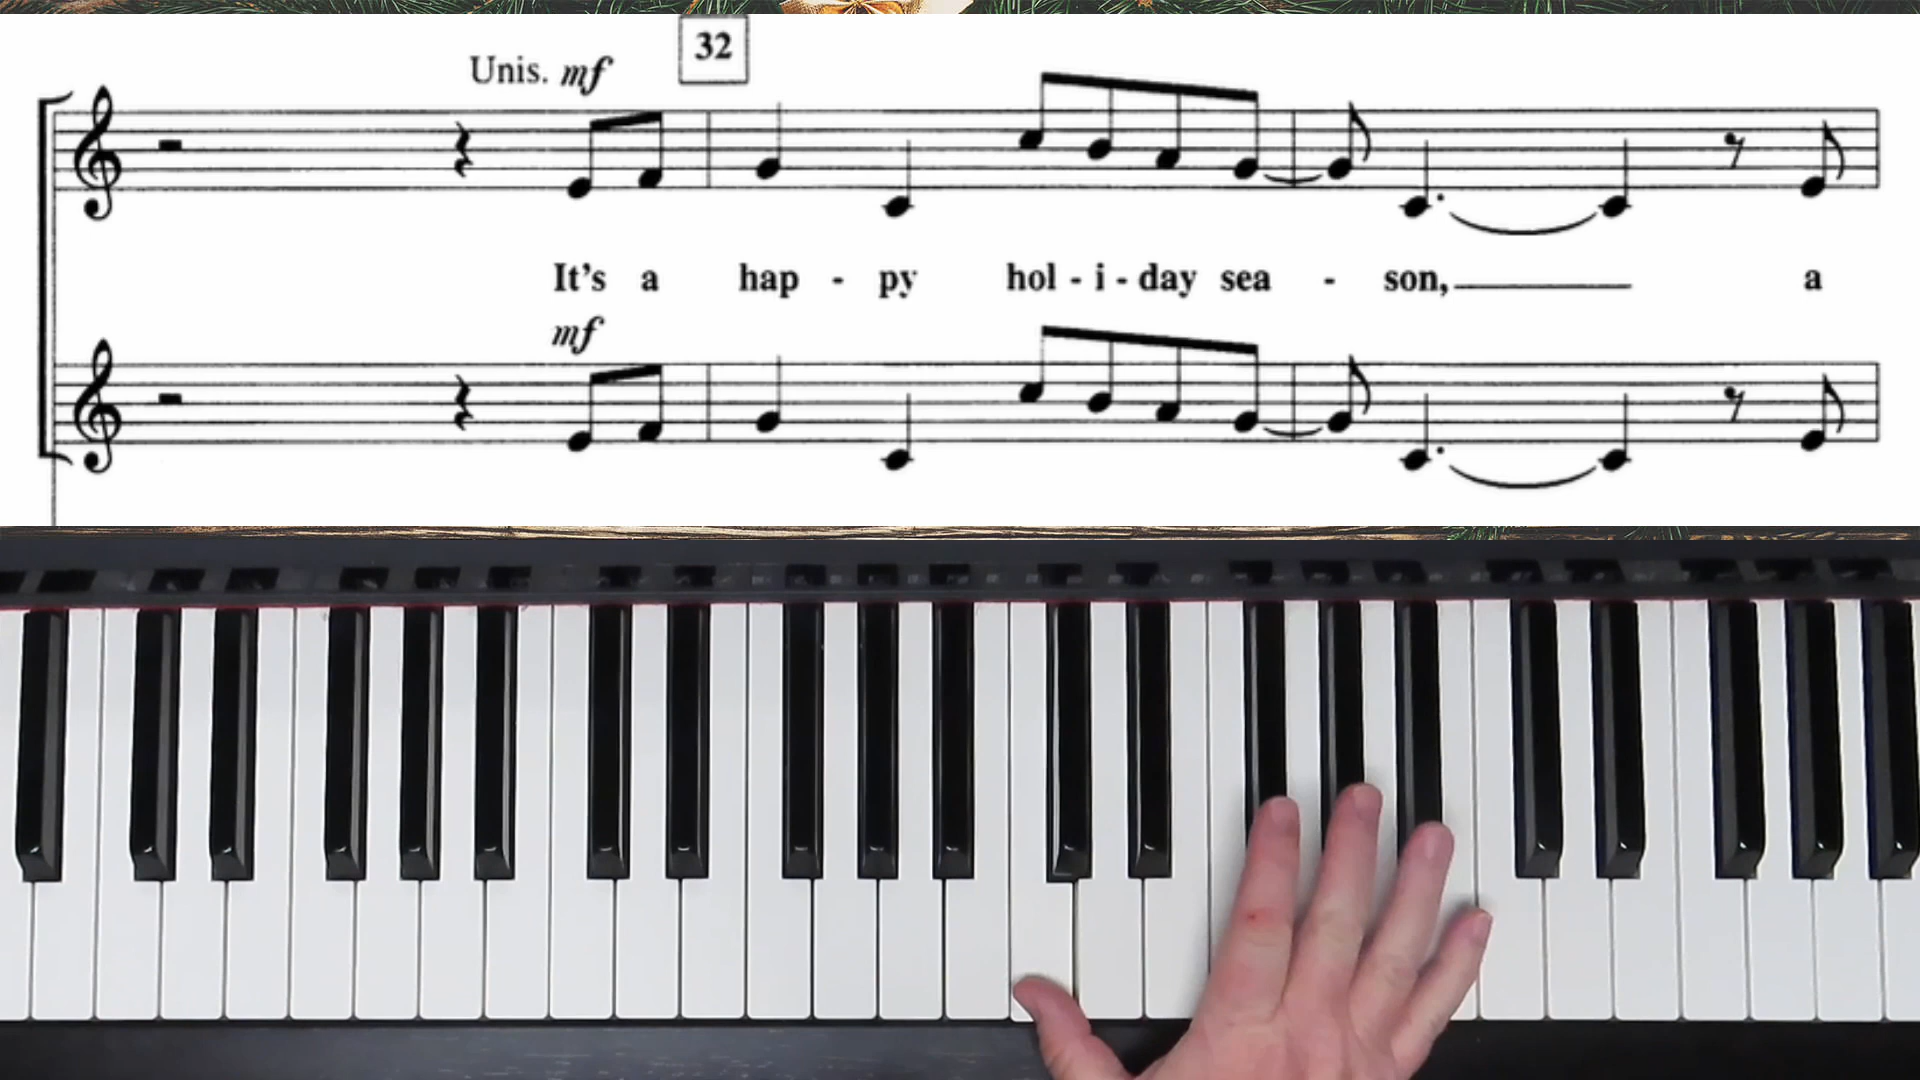 Unis. mf
32
It's a hap - py hol - i - day sea - son, a
mf